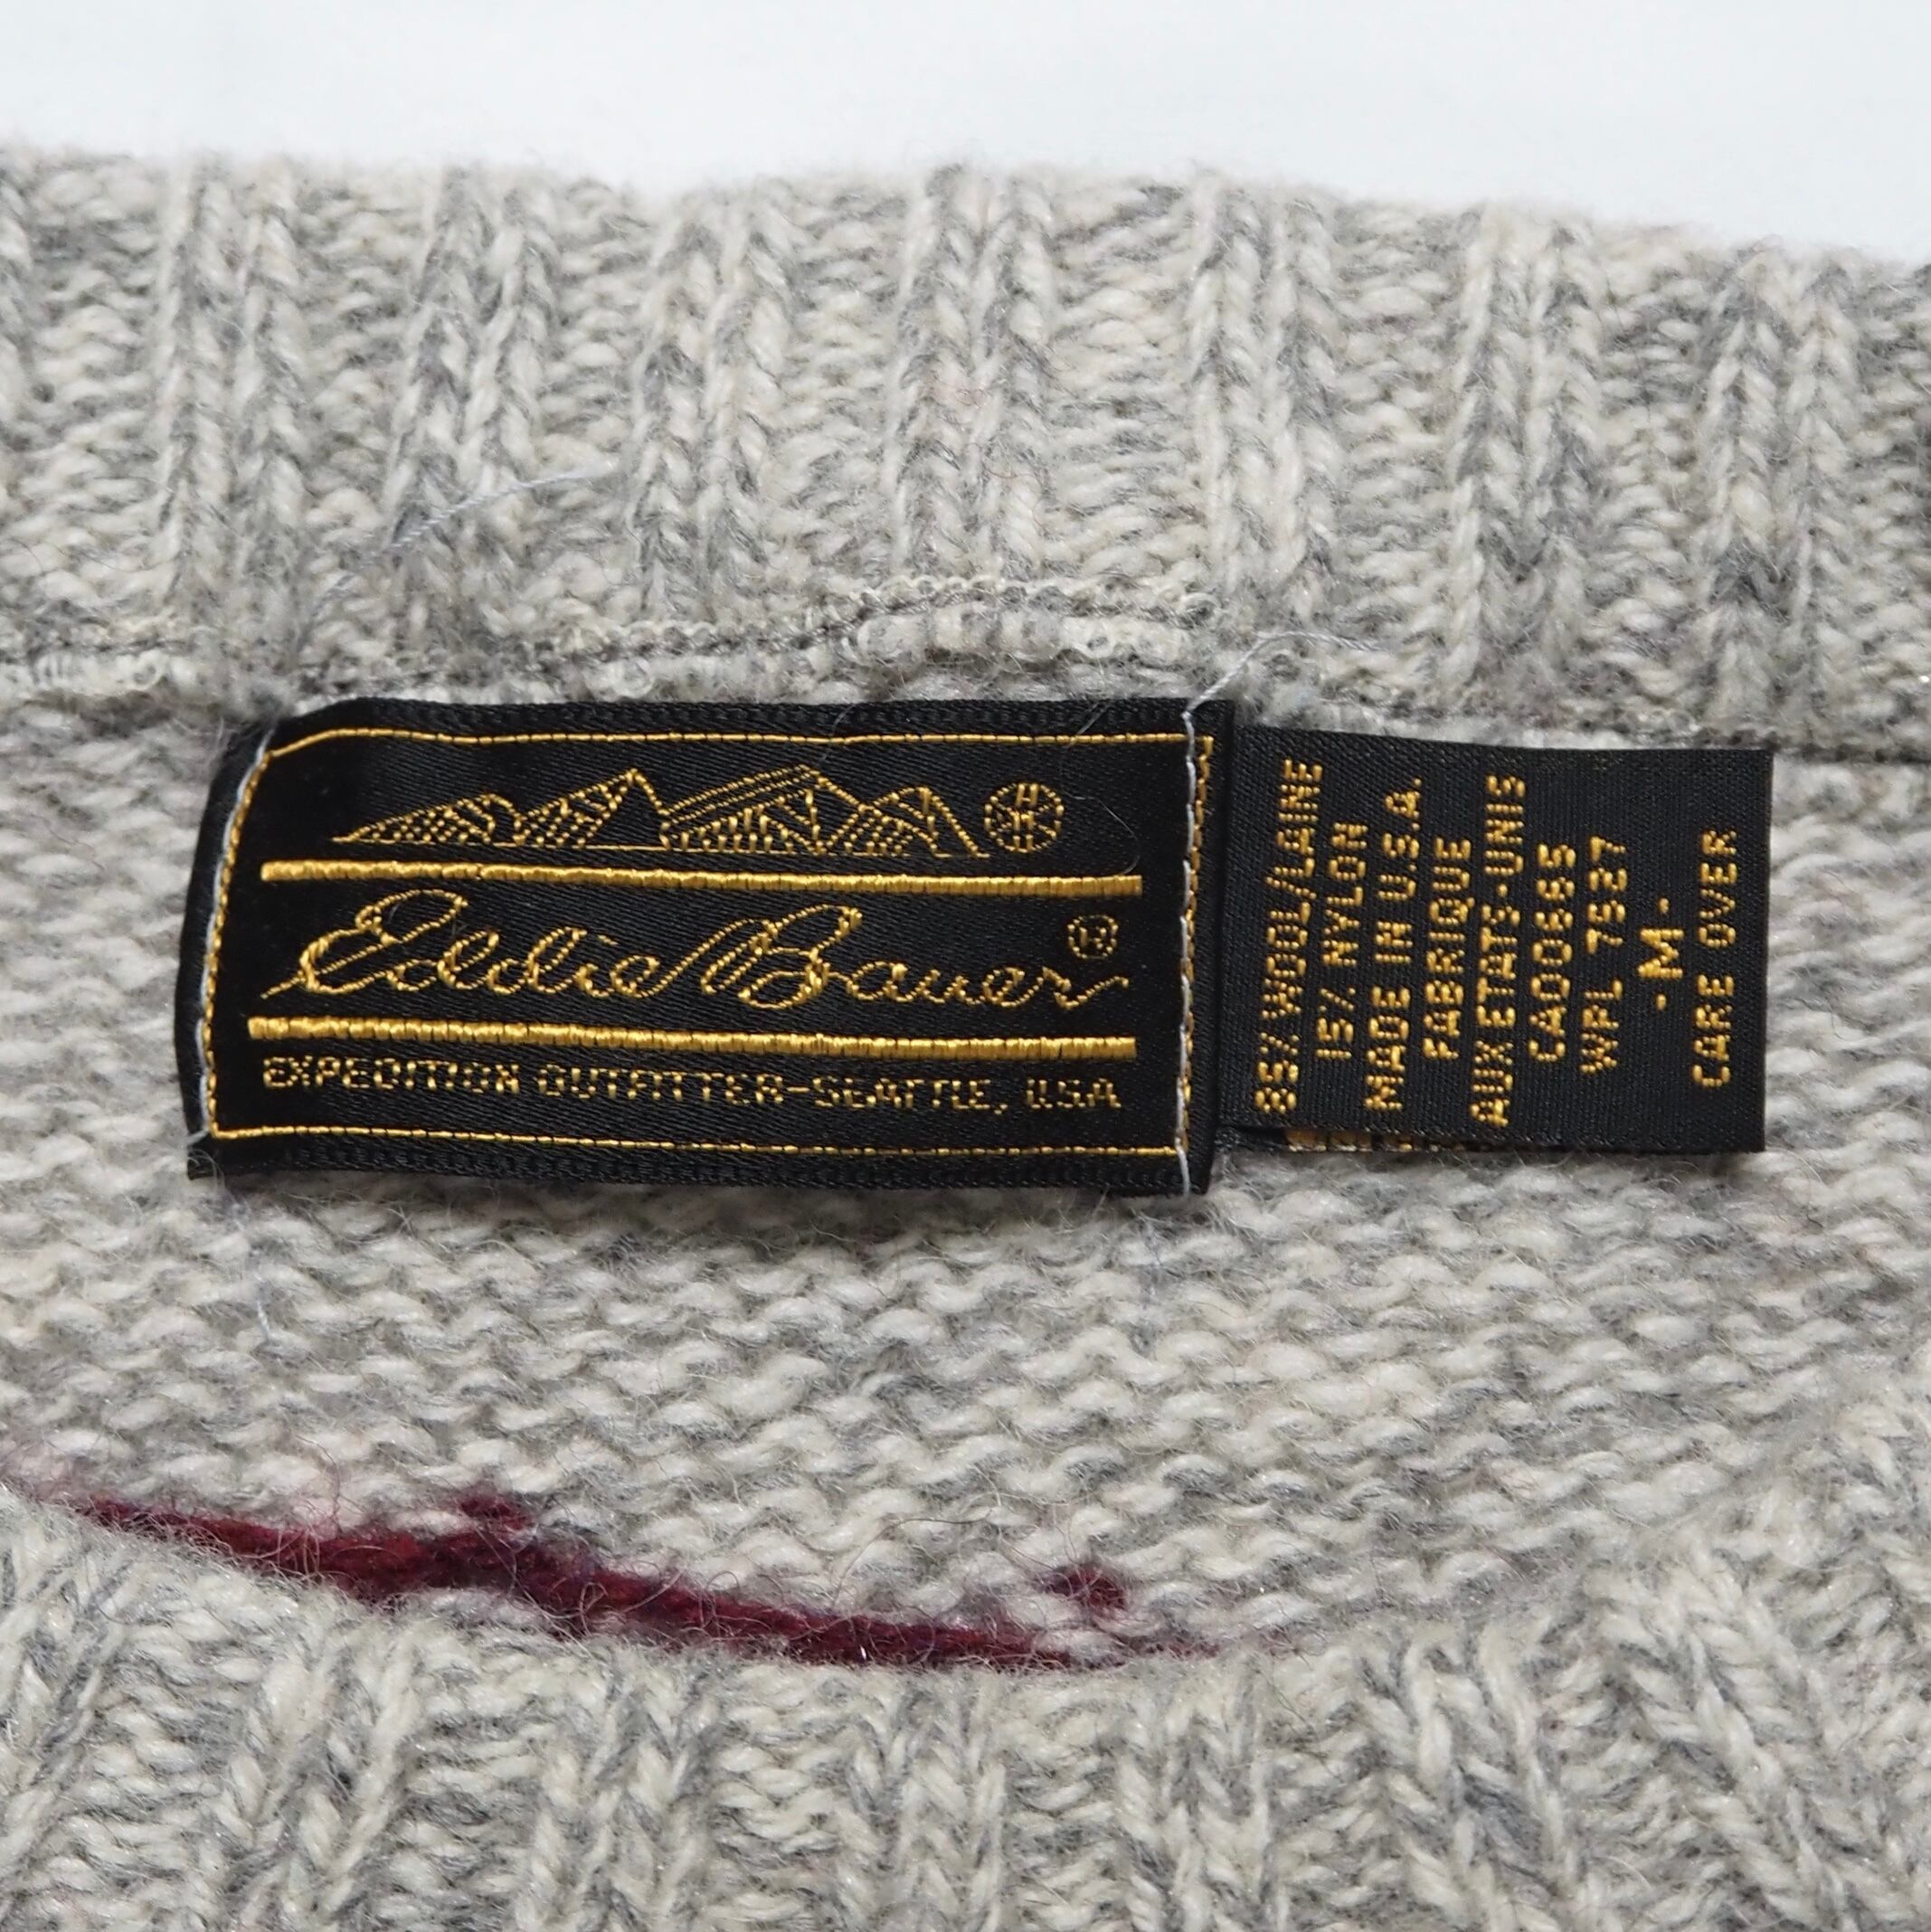 Eddie Bauer®
EXPEDITION OUTFITTER-SEATTLE, U.S.A.
85% WOOL/LAINE
15% NYLON
MADE IN U.S.A.
FABRIQUE
AUX ETATS-UNIS
CA00665
WPL 7527
-M-
CARE OVER